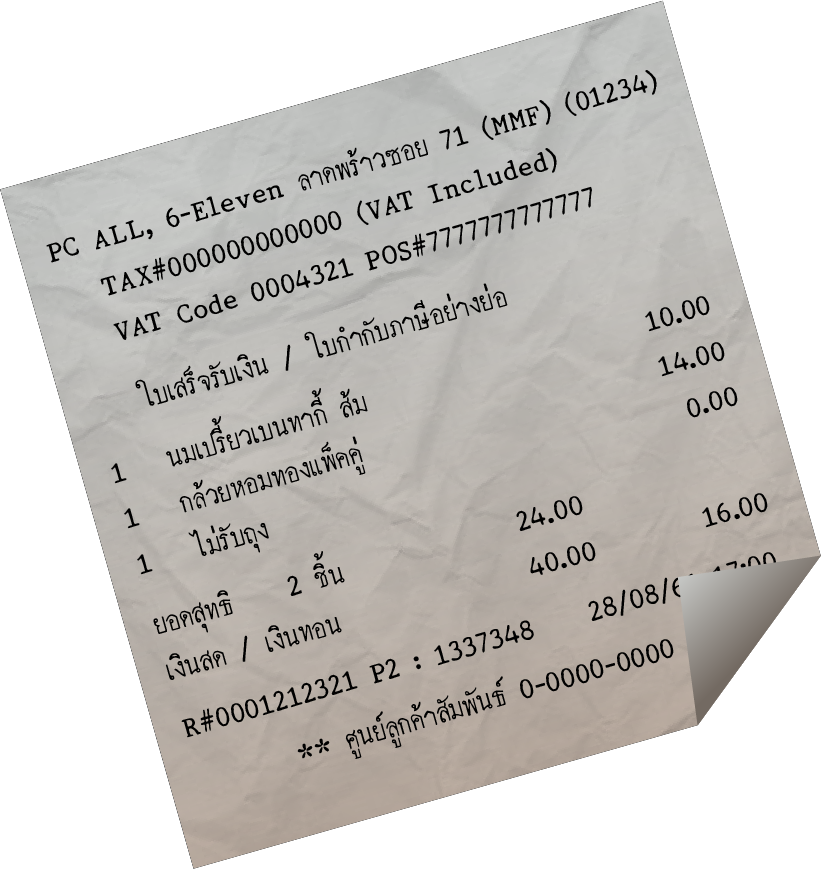 PC ALL, 6-Eleven ลาดพร้าวซอย 71 (MMF) (01234)
TAX#000000000000 (VAT Included)
VAT Code 0004321 POS#7777777777777
ใบเสร็จรับเงิน / ใบกำกับภาษีอย่างย่อ
1 นมเปรี้ยวเบนทากี้ ส้ม 10.00
1 กล้วยหอมทองแพ็คคู่ 14.00
1 ไม่รับถุง 0.00
ยอดสุทธิ 2 ชิ้น 24.00
เงินสด / เงินทอน 40.00 16.00
R#0001212321 P2 : 1337348 28/08/6
** ศูนย์ลูกค้าสัมพันธ์ 0-0000-0000